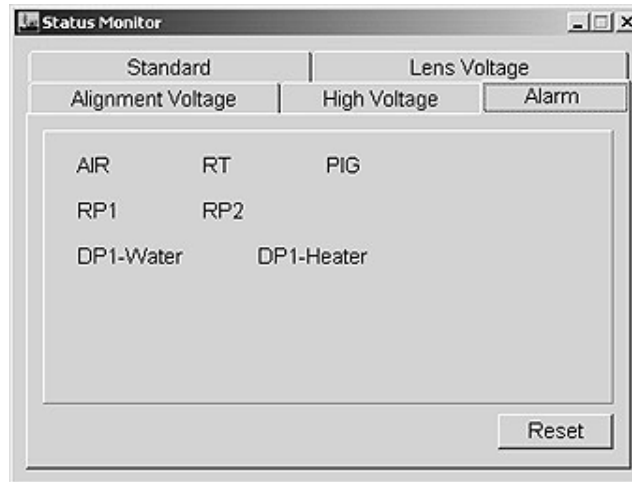 Status Monitor
Standard Lens Voltage
Alignment Voltage High Voltage Alarm
AIR RT PIG
RP1 RP2
DP1-Water DP1-Heater
Reset